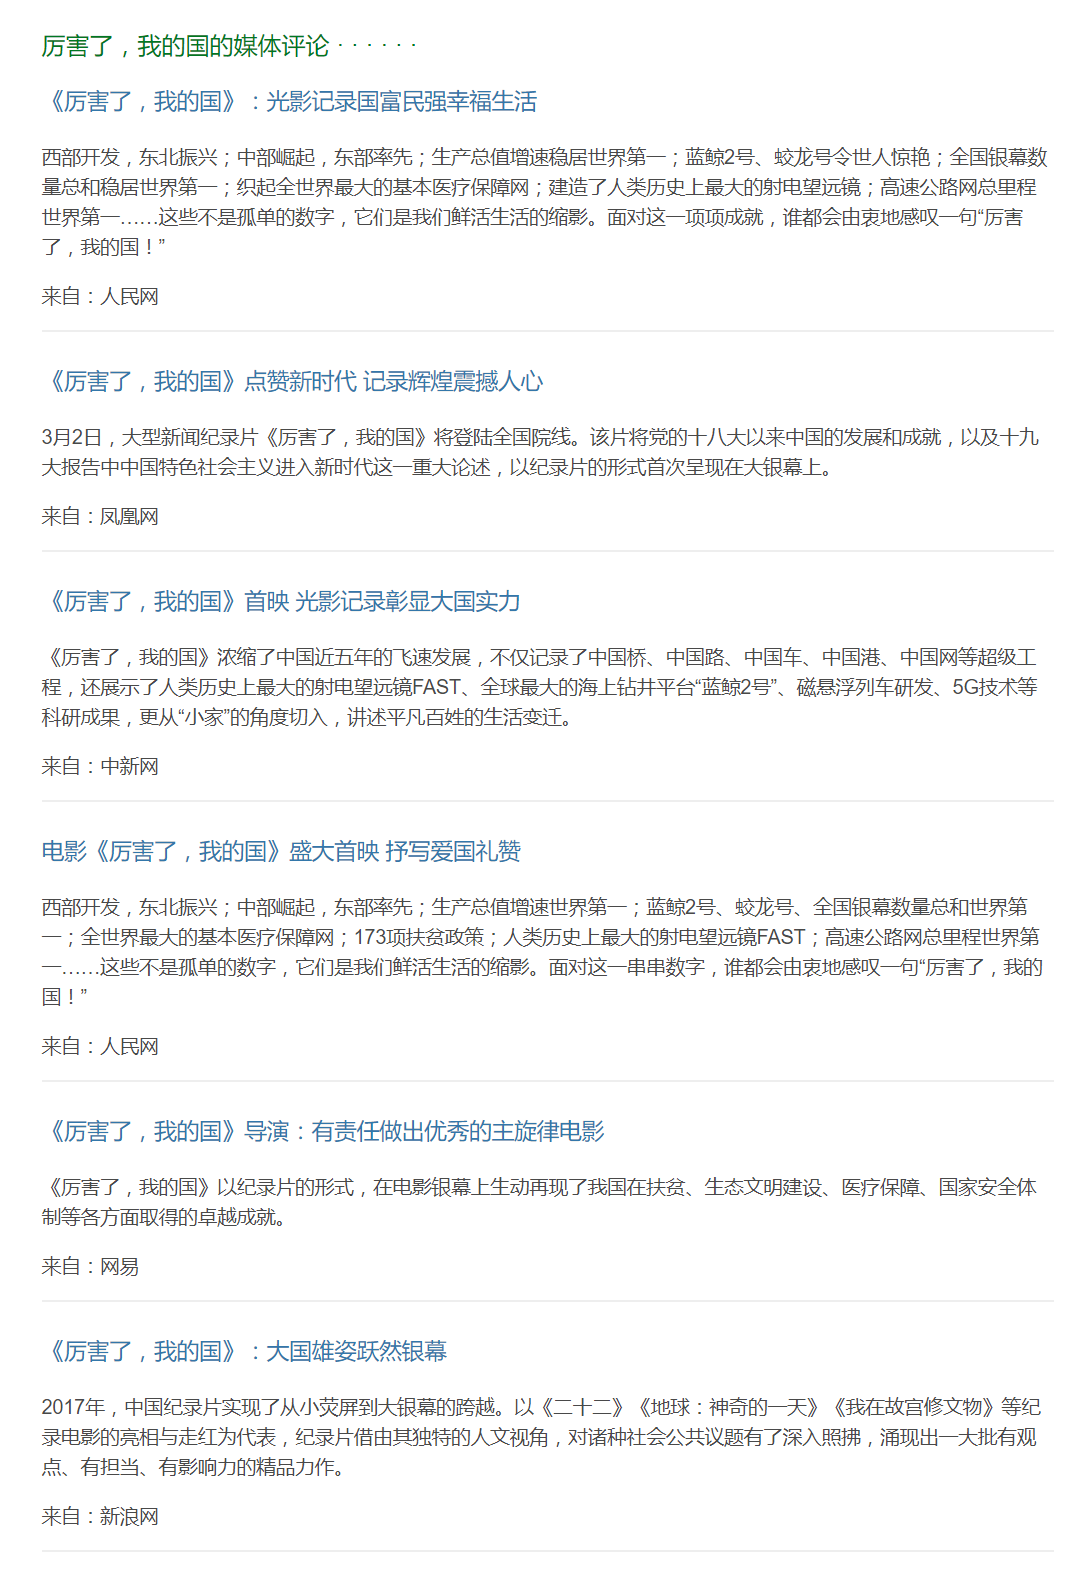 厉害了，我的国的媒体评论 · · · · · ·
《厉害了，我的国》：光影记录国富民强幸福生活
西部开发，东北振兴；中部崛起，东部率先；生产总值增速稳居世界第一；蓝鲸2号、蛟龙号令世人惊艳；全国银幕数
量总和稳居世界第一；织起全世界最大的基本医疗保障网；建造了人类历史上最大的射电望远镜；高速公路网总里程
世界第一……这些不是孤单的数字，它们是我们鲜活生活的缩影。面对这一项项成就，谁都会由衷地感叹一句“厉害
了，我的国！”
来自：人民网
《厉害了，我的国》点赞新时代 记录辉煌震撼人心
3月2日，大型新闻纪录片《厉害了，我的国》将登陆全国院线。该片将党的十八大以来中国的发展和成就，以及十九
大报告中中国特色社会主义进入新时代这一重大论述，以纪录片的形式首次呈现在大银幕上。
来自：凤凰网
《厉害了，我的国》首映 光影记录彰显大国实力
《厉害了，我的国》浓缩了中国近五年的飞速发展，不仅记录了中国桥、中国路、中国车、中国港、中国网等超级工
程，还展示了人类历史上最大的射电望远镜FAST、全球最大的海上钻井平台“蓝鲸2号”、磁悬浮列车研发、5G技术等
科研成果，更从“小家”的角度切入，讲述平凡百姓的生活变迁。
来自：中新网
电影《厉害了，我的国》盛大首映 抒写爱国礼赞
西部开发，东北振兴；中部崛起，东部率先；生产总值增速世界第一；蓝鲸2号、蛟龙号、全国银幕数量总和世界第
一；全世界最大的基本医疗保障网；173项扶贫政策；人类历史上最大的射电望远镜FAST；高速公路网总里程世界第
一……这些不是孤单的数字，它们是我们鲜活生活的缩影。面对这一串串数字，谁都会由衷地感叹一句“厉害了，我的
国！”
来自：人民网
《厉害了，我的国》导演：有责任做出优秀的主旋律电影
《厉害了，我的国》以纪录片的形式，在电影银幕上生动再现了我国在扶贫、生态文明建设、医疗保障、国家安全体
制等各方面取得的卓越成就。
来自：网易
《厉害了，我的国》：大国雄姿跃然银幕
2017年，中国纪录片实现了从小荧屏到大银幕的跨越。以《二十二》《地球：神奇的一天》《我在故宫修文物》等纪
录电影的亮相与走红为代表，纪录片借由其独特的人文视角，对诸种社会公共议题有了深入照拂，涌现出一大批有观
点、有担当、有影响力的精品力作。
来自：新浪网